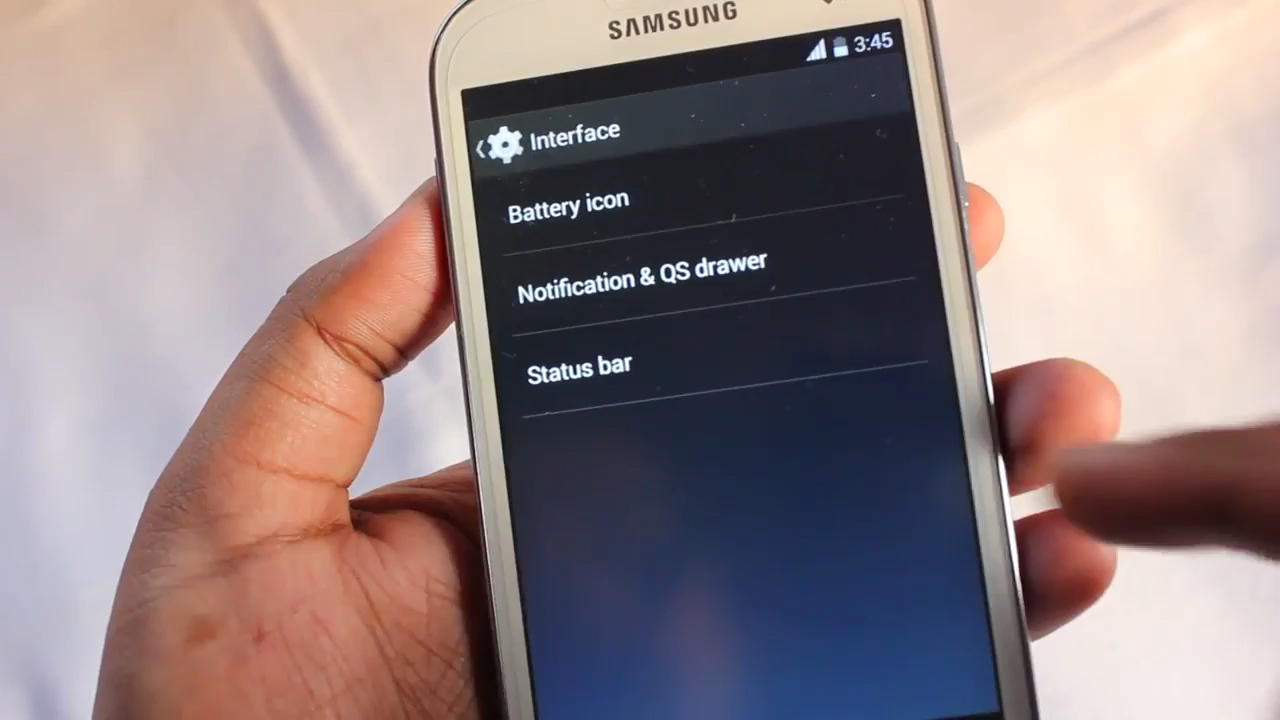 SAMSUNG
3:45
Interface
Battery icon
Notification & QS drawer
Status bar